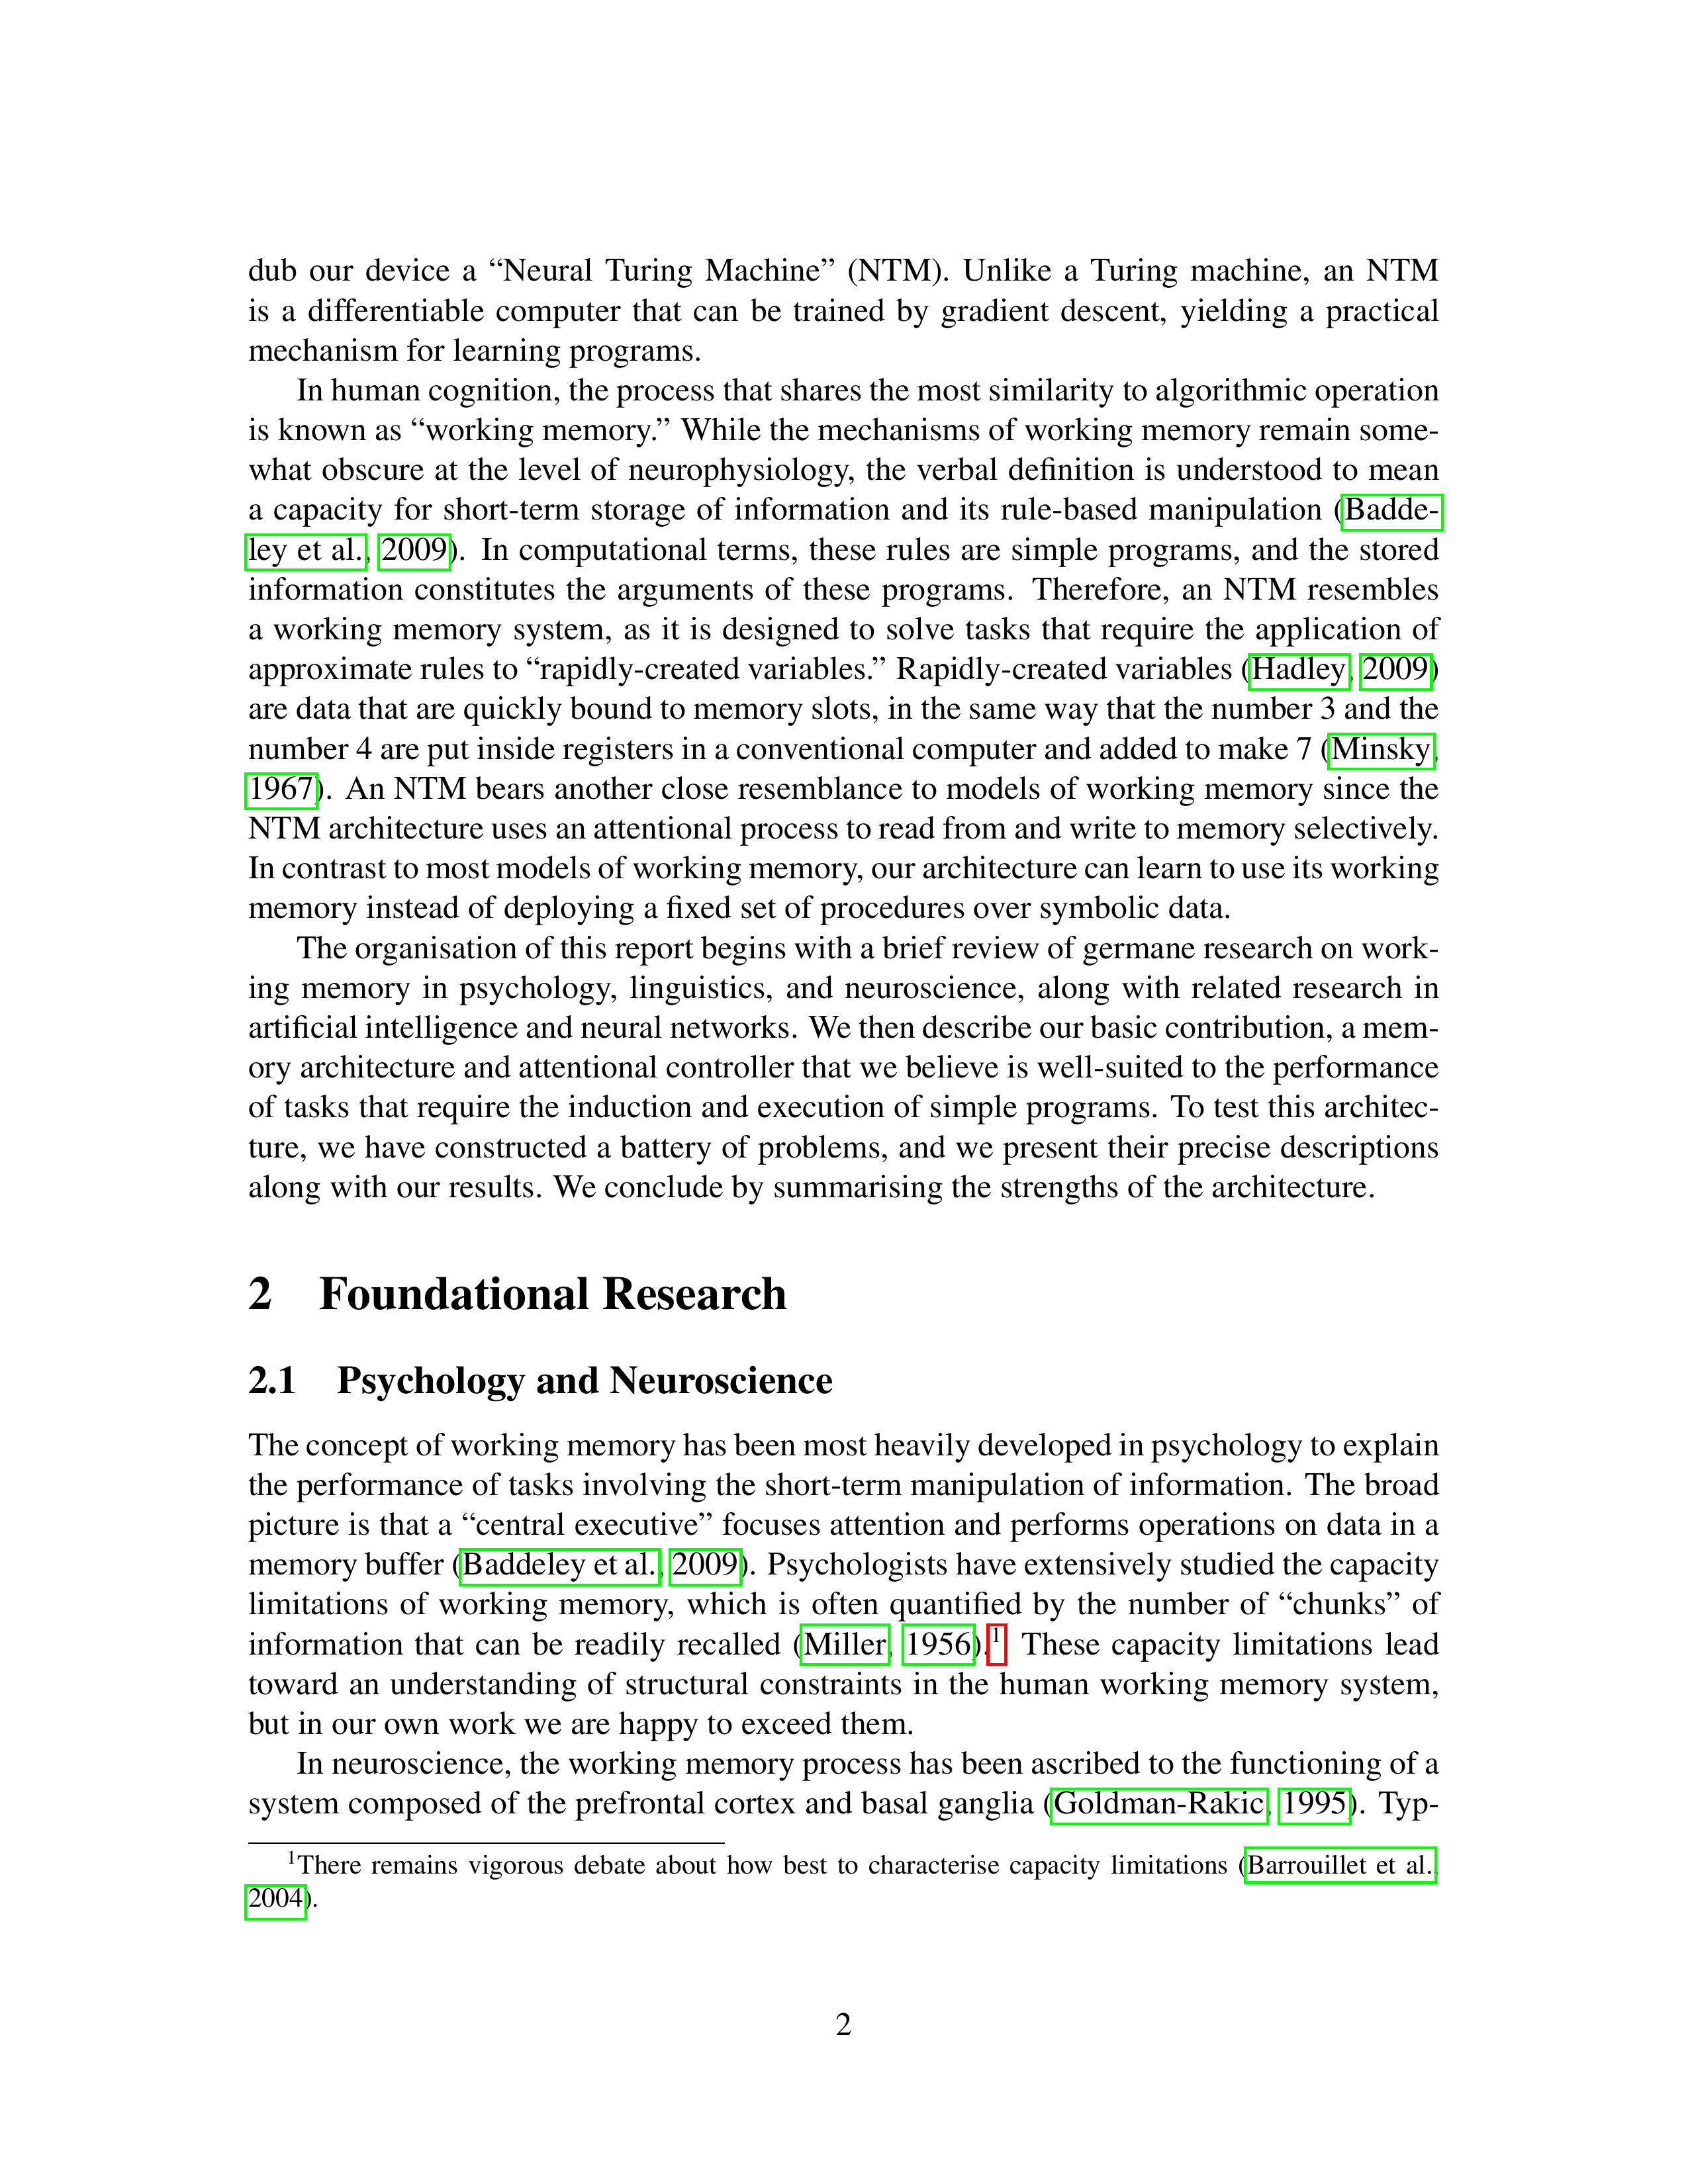 dub our device a “Neural Turing Machine” (NTM). Unlike a Turing machine, an NTM
is a differentiable computer that can be trained by gradient descent, yielding a practical
mechanism for learning programs.
In human cognition, the process that shares the most similarity to algorithmic operation
is known as “working memory.” While the mechanisms of working memory remain some-
what obscure at the level of neurophysiology, the verbal definition is understood to mean
a capacity for short-term storage of information and its rule-based manipulation (Badde-
ley et al., 2009). In computational terms, these rules are simple programs, and the stored
information constitutes the arguments of these programs. Therefore, an NTM resembles
a working memory system, as it is designed to solve tasks that require the application of
approximate rules to “rapidly-created variables.” Rapidly-created variables (Hadley, 2009)
are data that are quickly bound to memory slots, in the same way that the number 3 and the
number 4 are put inside registers in a conventional computer and added to make 7 (Minsky,
1967). An NTM bears another close resemblance to models of working memory since the
NTM architecture uses an attentional process to read from and write to memory selectively.
In contrast to most models of working memory, our architecture can learn to use its working
memory instead of deploying a fixed set of procedures over symbolic data.
The organisation of this report begins with a brief review of germane research on work-
ing memory in psychology, linguistics, and neuroscience, along with related research in
artificial intelligence and neural networks. We then describe our basic contribution, a mem-
ory architecture and attentional controller that we believe is well-suited to the performance
of tasks that require the induction and execution of simple programs. To test this architec-
ture, we have constructed a battery of problems, and we present their precise descriptions
along with our results. We conclude by summarising the strengths of the architecture.
2 Foundational Research
2.1 Psychology and Neuroscience
The concept of working memory has been most heavily developed in psychology to explain
the performance of tasks involving the short-term manipulation of information. The broad
picture is that a “central executive” focuses attention and performs operations on data in a
memory buffer (Baddeley et al., 2009). Psychologists have extensively studied the capacity
limitations of working memory, which is often quantified by the number of “chunks” of
information that can be readily recalled (Miller, 1956).1 These capacity limitations lead
toward an understanding of structural constraints in the human working memory system,
but in our own work we are happy to exceed them.
In neuroscience, the working memory process has been ascribed to the functioning of a
system composed of the prefrontal cortex and basal ganglia (Goldman-Rakic, 1995). Typ-
1There remains vigorous debate about how best to characterise capacity limitations (Barrouillet et al.,
2004).
2